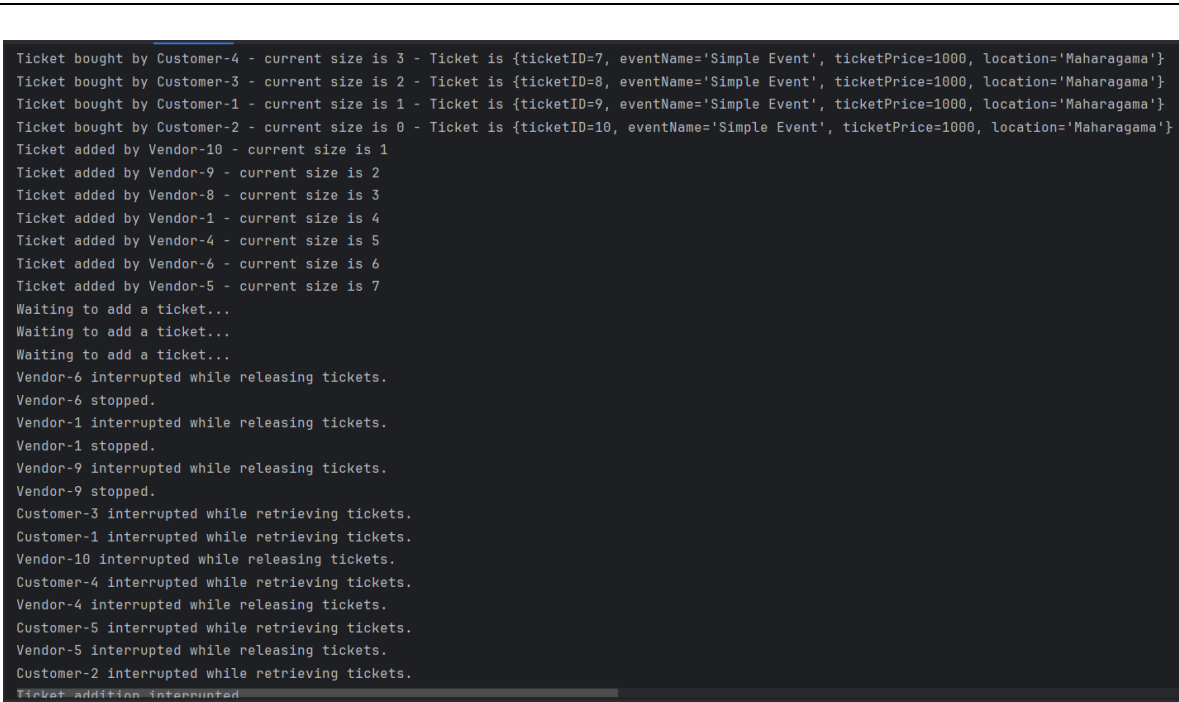 Ticket bought by Customer-4 - current size is 3 - Ticket is {ticketID=7, eventName='Simple Event', ticketPrice=1000, location='Maharagama'}
Ticket bought by Customer-3 - current size is 2 - Ticket is {ticketID=8, eventName='Simple Event', ticketPrice=1000, location='Maharagama'}
Ticket bought by Customer-1 - current size is 1 - Ticket is {ticketID=9, eventName='Simple Event', ticketPrice=1000, location='Maharagama'}
Ticket bought by Customer-2 - current size is 0 - Ticket is {ticketID=10, eventName='Simple Event', ticketPrice=1000, location='Maharagama'}
Ticket added by Vendor-10 - current size is 1
Ticket added by Vendor-9 - current size is 2
Ticket added by Vendor-8 - current size is 3
Ticket added by Vendor-1 - current size is 4
Ticket added by Vendor-4 - current size is 5
Ticket added by Vendor-6 - current size is 6
Ticket added by Vendor-5 - current size is 7
Waiting to add a ticket...
Waiting to add a ticket...
Waiting to add a ticket...
Vendor-6 interrupted while releasing tickets.
Vendor-6 stopped.
Vendor-1 interrupted while releasing tickets.
Vendor-1 stopped.
Vendor-9 interrupted while releasing tickets.
Vendor-9 stopped.
Customer-3 interrupted while retrieving tickets.
Customer-1 interrupted while retrieving tickets.
Vendor-10 interrupted while releasing tickets.
Customer-4 interrupted while retrieving tickets.
Vendor-4 interrupted while releasing tickets.
Customer-5 interrupted while retrieving tickets.
Vendor-5 interrupted while releasing tickets.
Customer-2 interrupted while retrieving tickets.
Ticket addition interrupted